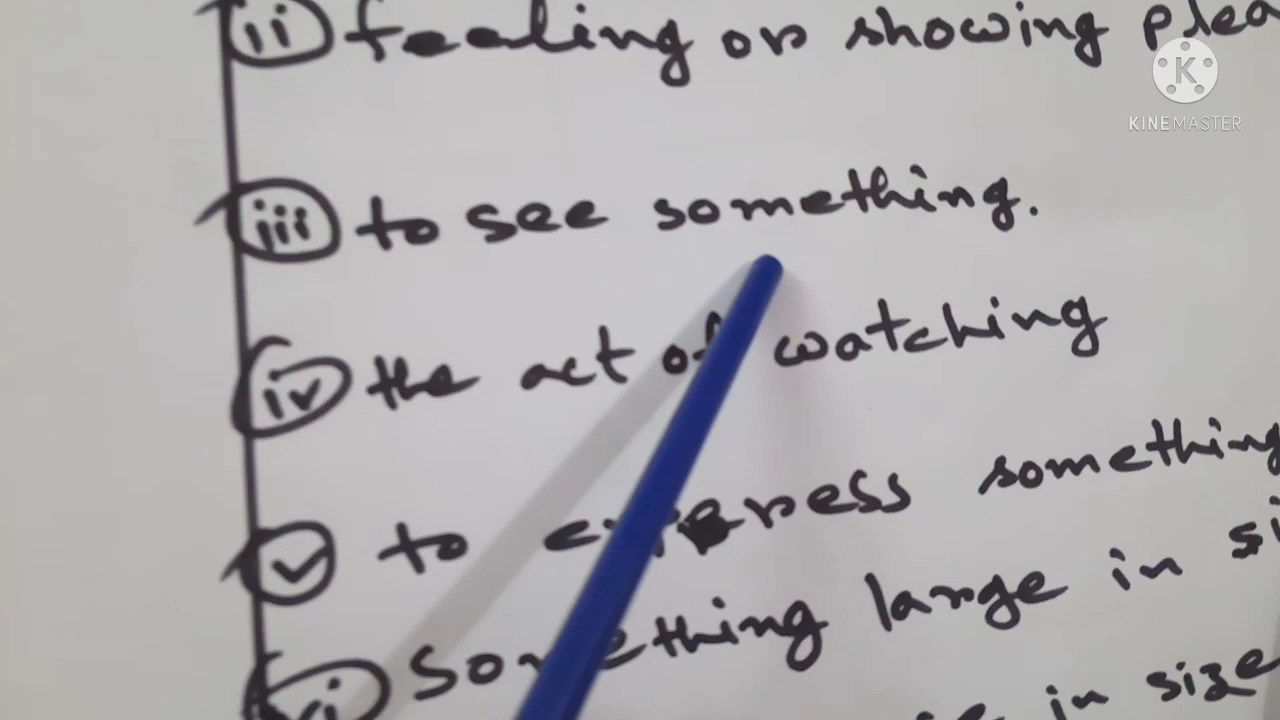 ii feeling or showing plea
KINEMASTER
iii to see something.
iv the act of watching
v to express something
vi Something large in si
in size